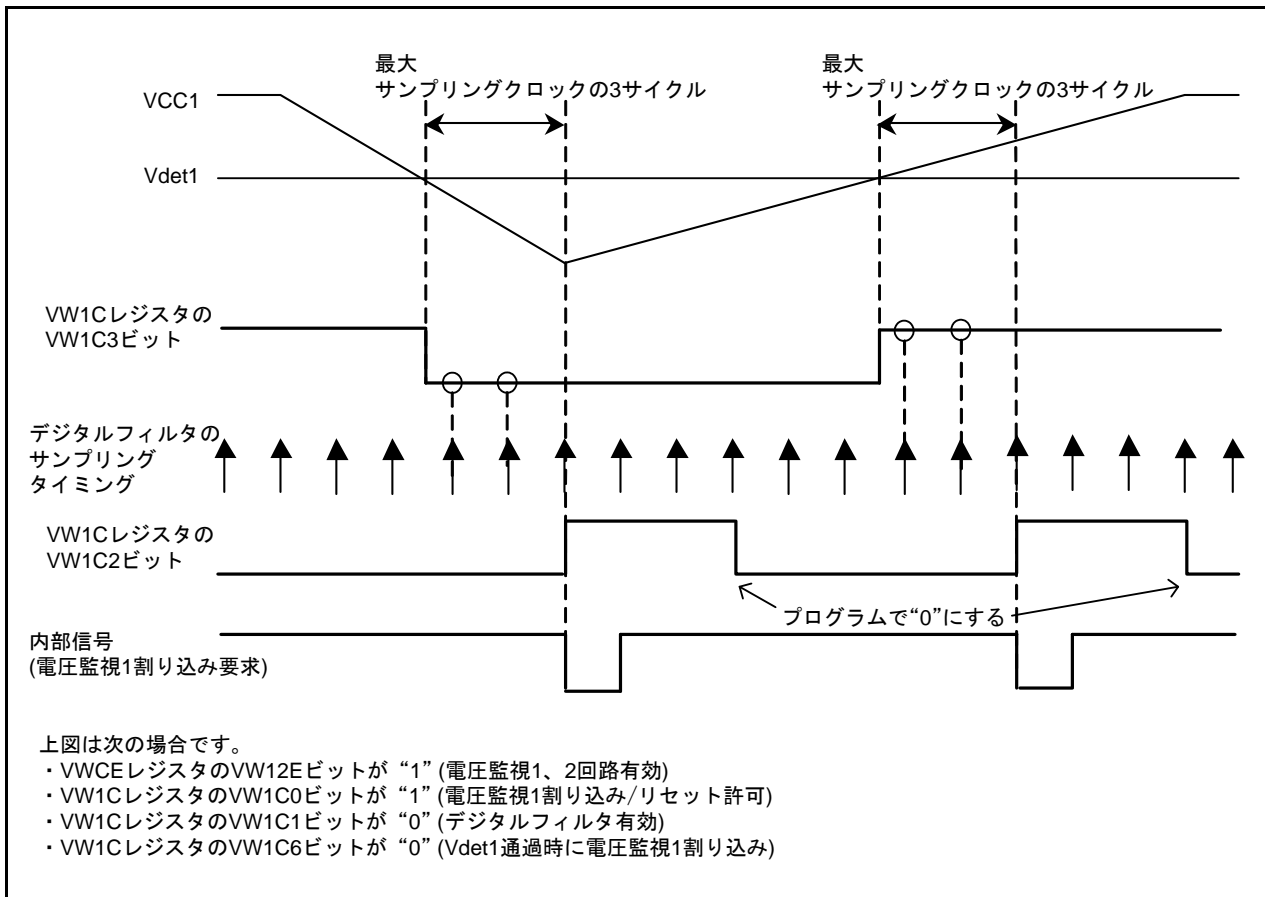 最大
サンプリングクロックの3サイクル
最大
サンプリングクロックの3サイクル
VCC1
Vdet1
VW1Cレジスタの
VW1C3ビット
デジタルフィルタの
サンプリング
タイミング
VW1Cレジスタの
VW1C2ビット
プログラムで“0”にする
内部信号
(電圧監視1割り込み要求)
上図は次の場合です。
・VWCEレジスタのVW12Eビットが “1” (電圧監視1、2回路有効)
・VW1CレジスタのVW1C0ビットが “1” (電圧監視1割り込み/リセット許可)
・VW1CレジスタのVW1C1ビットが “0” (デジタルフィルタ有効)
・VW1CレジスタのVW1C6ビットが “0” (Vdet1通過時に電圧監視1割り込み)